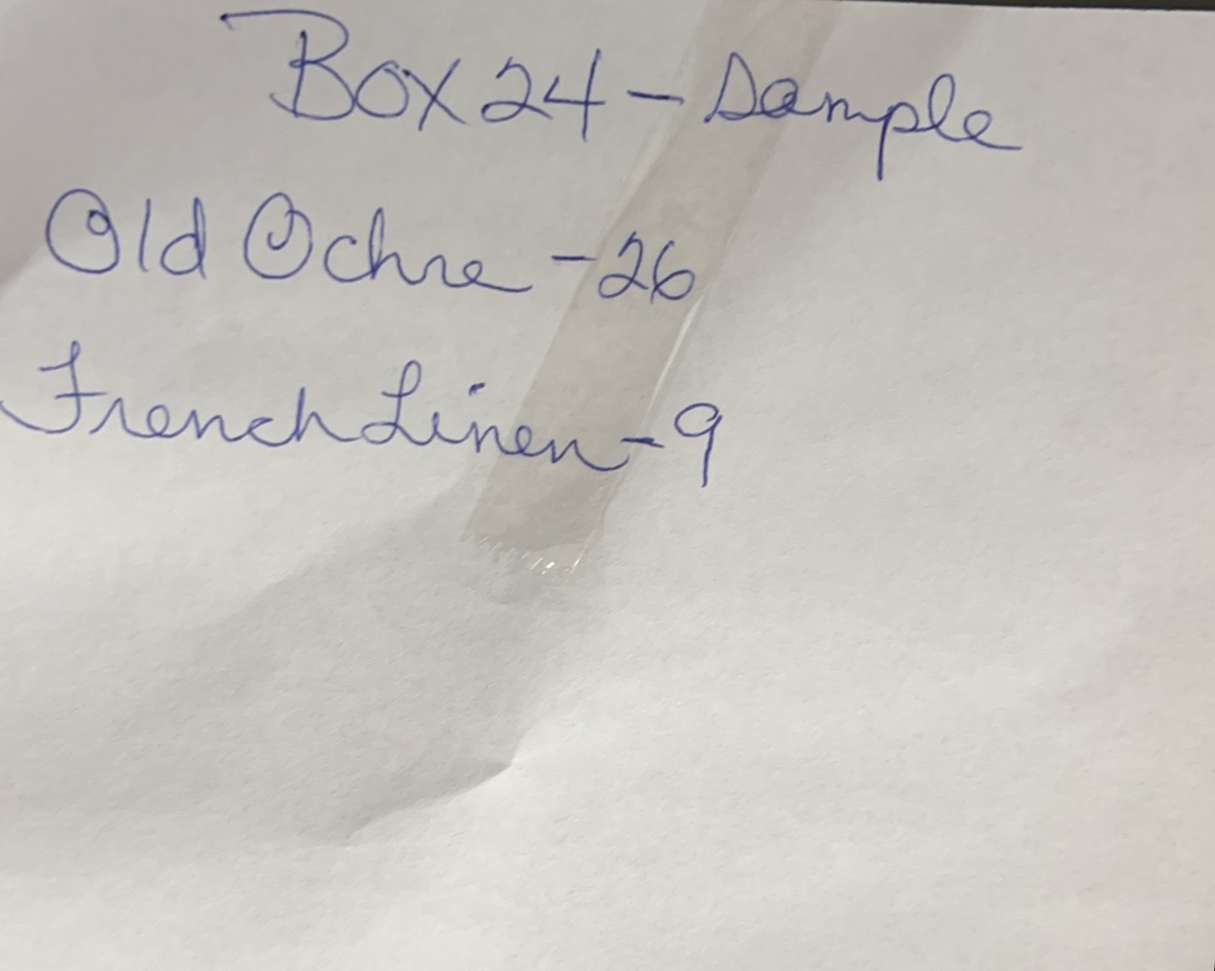 Box 24 - Sample
Old Ochre - 26
French Linen - 9